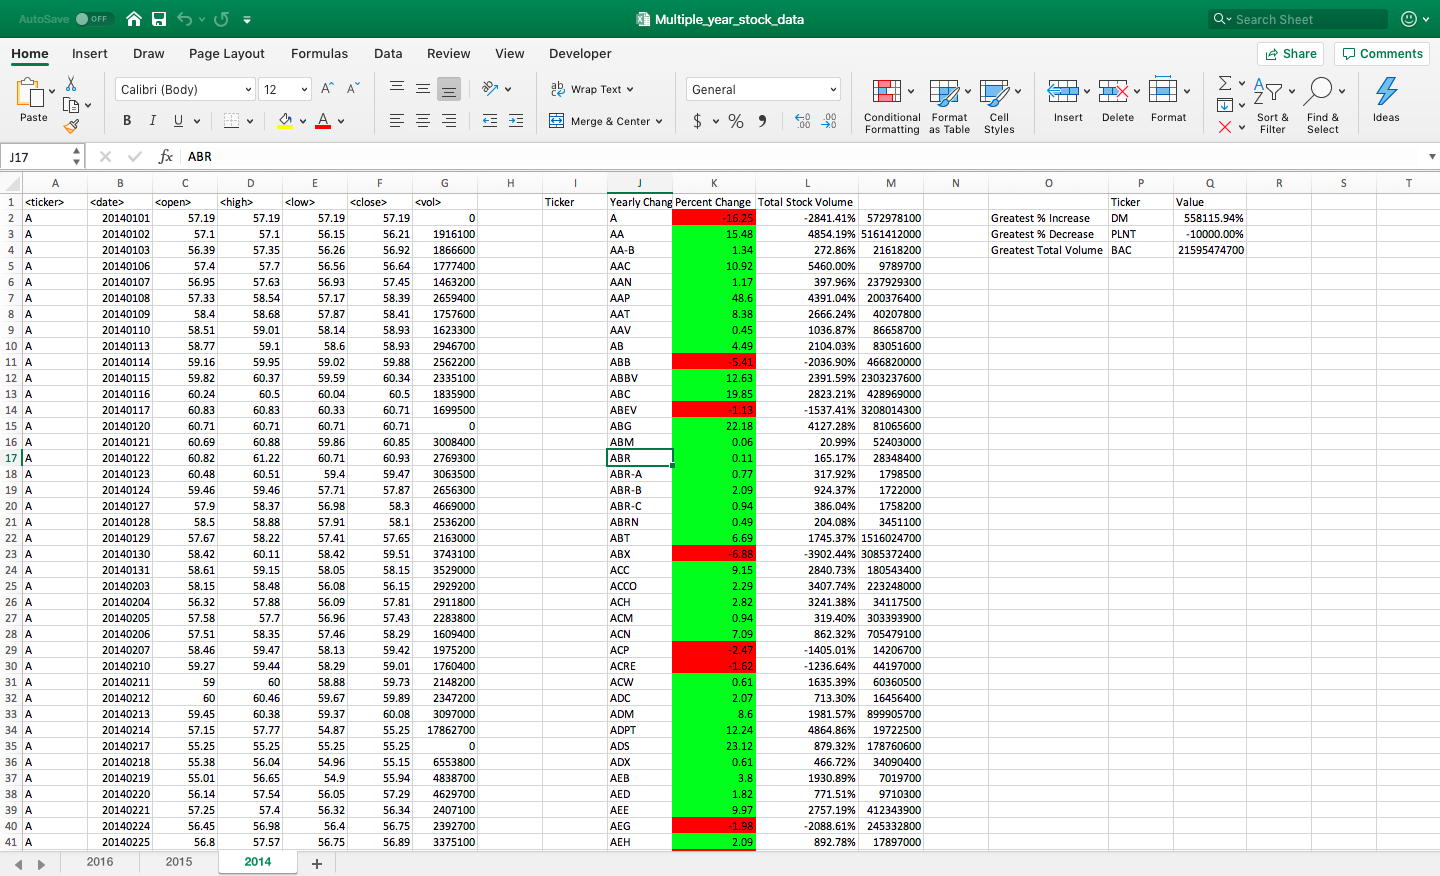 AutoSave OFF Multiple_year_stock_data Search Sheet
Home Insert Draw Page Layout Formulas Data Review View Developer Share Comments
Paste Calibri (Body) 12 A A ab Wrap Text General Conditional Formatting Format as Table Cell Styles Insert Delete Format Sort & Filter Find & Select Ideas
B I U A Merge & Center $ % 9 .00 .00
J17 fx ABR
A B C D E F G H I J K L M N O P Q R S T
1 <ticker> <date> <open> <high> <low> <close> <vol> Ticker Yearly Chang Percent Change Total Stock Volume Ticker Value
2 A 20140101 57.19 57.19 57.19 57.19 0 A -16.25 -2841.41% 572978100 Greatest % Increase DM 558115.94%
3 A 20140102 57.1 57.1 56.15 56.21 1916100 AA 15.48 4854.19% 5161412000 Greatest % Decrease PLNT -10000.00%
4 A 20140103 56.39 57.35 56.26 56.92 1866600 AA-B 1.34 272.86% 21618200 Greatest Total Volume BAC 21595474700
5 A 20140106 57.4 57.7 56.56 56.64 1777400 AAC 10.92 5460.00% 9789700
6 A 20140107 56.95 57.63 56.93 57.45 1463200 AAN 1.17 397.96% 237929300
7 A 20140108 57.33 58.54 57.17 58.39 2659400 AAP 48.6 4391.04% 200376400
8 A 20140109 58.4 58.68 57.87 58.41 1757600 AAT 8.38 2666.24% 40207800
9 A 20140110 58.51 59.01 58.14 58.93 1623300 AAV 0.45 1036.87% 86658700
10 A 20140113 58.77 59.1 58.6 58.93 2946700 AB 4.49 2104.03% 83051600
11 A 20140114 59.16 59.95 59.02 59.88 2562200 ABB -5.41 -2036.90% 466820000
12 A 20140115 59.82 60.37 59.59 60.34 2335100 ABBV 12.63 2391.59% 2303237600
13 A 20140116 60.24 60.5 60.04 60.5 1835900 ABC 19.85 2823.21% 428969000
14 A 20140117 60.83 60.83 60.33 60.71 1699500 ABEV -1.13 -1537.41% 3208014300
15 A 20140120 60.71 60.71 60.71 60.71 0 ABG 22.18 4127.28% 81065600
16 A 20140121 60.69 60.88 59.86 60.85 3008400 ABM 0.06 20.99% 52403000
17 A 20140122 60.82 61.22 60.71 60.93 2769300 ABR 0.11 165.17% 28348400
18 A 20140123 60.48 60.51 59.4 59.47 3063500 ABR-A 0.77 317.92% 1798500
19 A 20140124 59.46 59.46 57.71 57.87 2656300 ABR-B 2.09 924.37% 1722000
20 A 20140127 57.9 58.37 56.98 58.3 4669000 ABR-C 0.94 386.04% 1758200
21 A 20140128 58.5 58.88 57.91 58.1 2536200 ABRN 0.49 204.08% 3451100
22 A 20140129 57.67 58.22 57.41 57.65 2163000 ABT 6.69 1745.37% 1516024700
23 A 20140130 58.42 60.11 58.42 59.51 3743100 ABX -6.88 -3902.44% 3085372400
24 A 20140131 58.61 59.15 58.05 58.15 3529000 ACC 9.15 2840.73% 180543400
25 A 20140203 58.15 58.48 56.08 56.15 2929200 ACCO 2.29 3407.74% 223248000
26 A 20140204 56.32 57.88 56.09 57.81 2911800 ACH 2.82 3241.38% 34117500
27 A 20140205 57.58 57.7 56.96 57.43 2283800 ACM 0.94 319.40% 303393900
28 A 20140206 57.51 58.35 57.46 58.29 1609400 ACN 7.09 862.32% 705479100
29 A 20140207 58.46 59.47 58.13 59.42 1975200 ACP -2.47 -1405.01% 14206700
30 A 20140210 59.27 59.44 58.29 59.01 1760400 ACRE -1.62 -1236.64% 44197000
31 A 20140211 59 60 58.88 59.73 2148200 ACW 0.61 1635.39% 60360500
32 A 20140212 60 60.46 59.67 59.89 2347200 ADC 2.07 713.30% 16456400
33 A 20140213 59.45 60.38 59.37 60.08 3097000 ADM 8.6 1981.57% 899905700
34 A 20140214 57.15 57.77 54.87 55.25 17862700 ADPT 12.24 4864.86% 19722500
35 A 20140217 55.25 55.25 55.25 55.25 0 ADS 23.12 879.32% 178760600
36 A 20140218 55.38 56.04 54.96 55.15 6553800 ADX 0.61 466.72% 34090400
37 A 20140219 55.01 56.65 54.9 55.94 4838700 AEB 3.8 1930.89% 7019700
38 A 20140220 56.14 57.54 56.05 57.29 4629700 AED 1.82 771.51% 9710300
39 A 20140221 57.25 57.4 56.32 56.34 2407100 AEE 9.97 2757.19% 412343900
40 A 20140224 56.45 56.98 56.4 56.75 2392700 AEG -1.98 -2088.61% 245332800
41 A 20140225 56.8 57.57 56.75 56.89 3375100 AEH 2.09 892.78% 17897000
2016 2015 2014 +